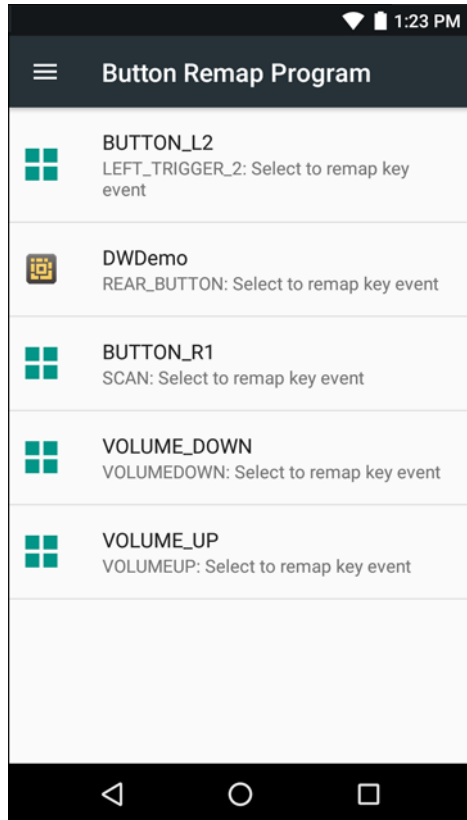 1:23 PM
Button Remap Program
BUTTON_L2
LEFT_TRIGGER_2: Select to remap key
event
DWDemo
REAR_BUTTON: Select to remap key event
BUTTON_R1
SCAN: Select to remap key event
VOLUME_DOWN
VOLUMEDOWN: Select to remap key event
VOLUME_UP
VOLUMEUP: Select to remap key event